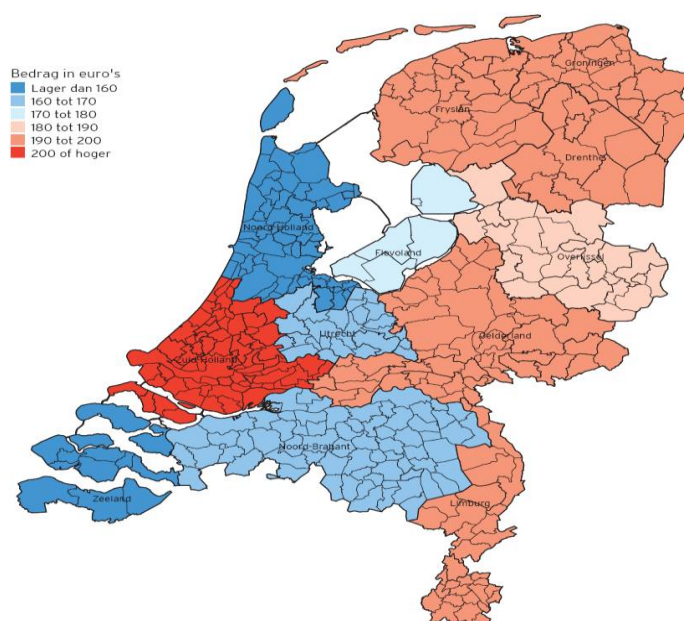 Bedrag in euro's
Lager dan 160
160 tot 170
170 tot 180
180 tot 190
190 tot 200
200 of hoger
Groningen
Fryslân
Drenthe
Noord-Holland
Flevoland
Overijssel
Utrecht
Gelderland
Zuid-Holland
Noord-Brabant
Zeeland
Limburg